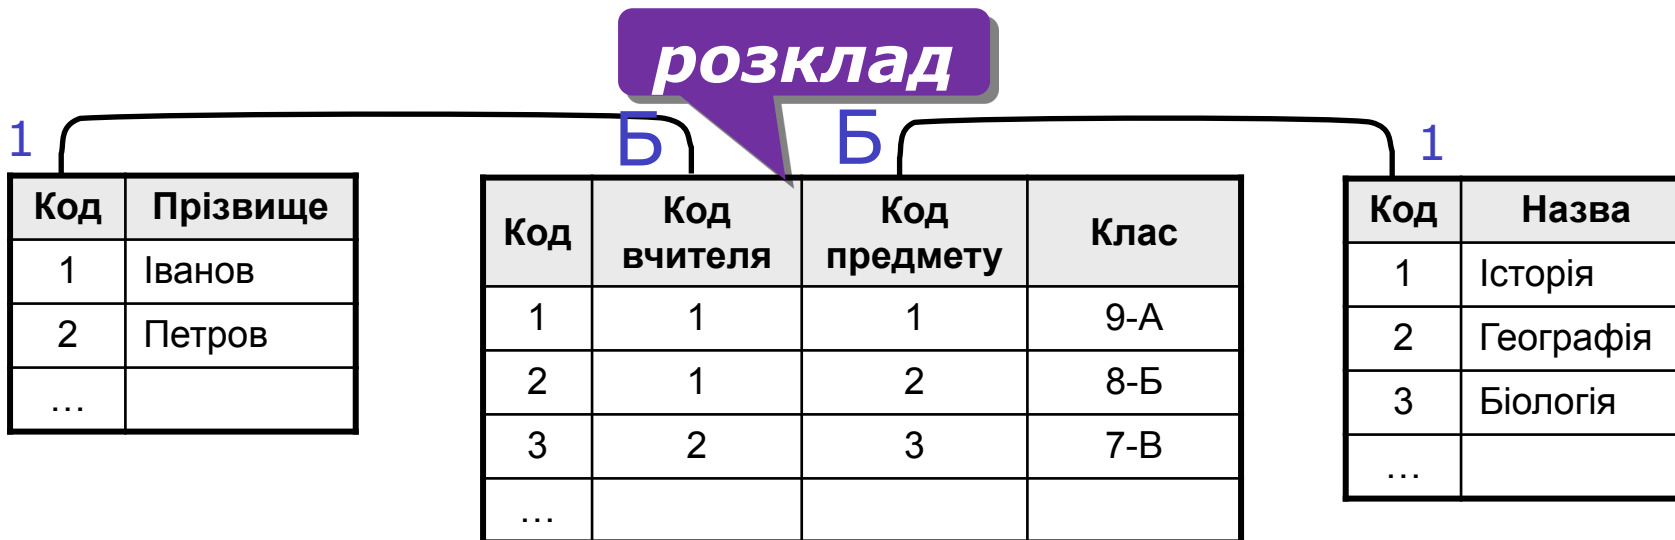 розклад
1 Б Б 1
Код Прізвище
1 Іванов
2 Петров
…
Код Код вчителя Код предмету Клас
1 1 1 9-А
2 1 2 8-Б
3 2 3 7-В
…
Код Назва
1 Історія
2 Географія
3 Біологія
…